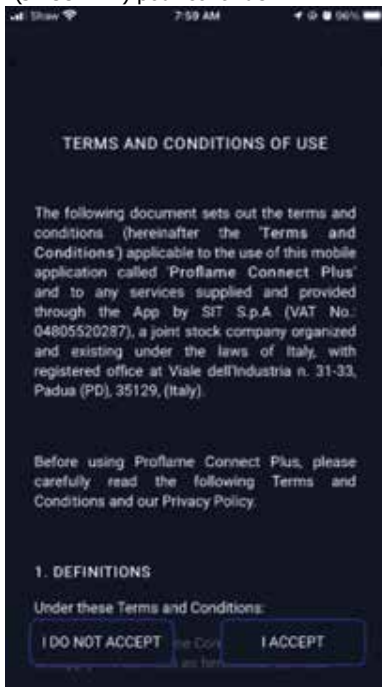 Shaw 7:59 AM 96%
TERMS AND CONDITIONS OF USE
The following document sets out the terms and
conditions (hereinafter the 'Terms and
Conditions') applicable to the use of this mobile
application called 'Proflame Connect Plus'
and to any services supplied and provided
through the App by SIT S.p.A (VAT No.:
04805520287), a joint stock company organized
and existing under the laws of Italy, with
registered office at Viale dell'Industria n. 31-33,
Padua (PD), 35129, (Italy).
Before using Proflame Connect Plus, please
carefully read the following Terms and
Conditions and our Privacy Policy.
1. DEFINITIONS
Under these Terms and Conditions:
I DO NOT ACCEPT I ACCEPT